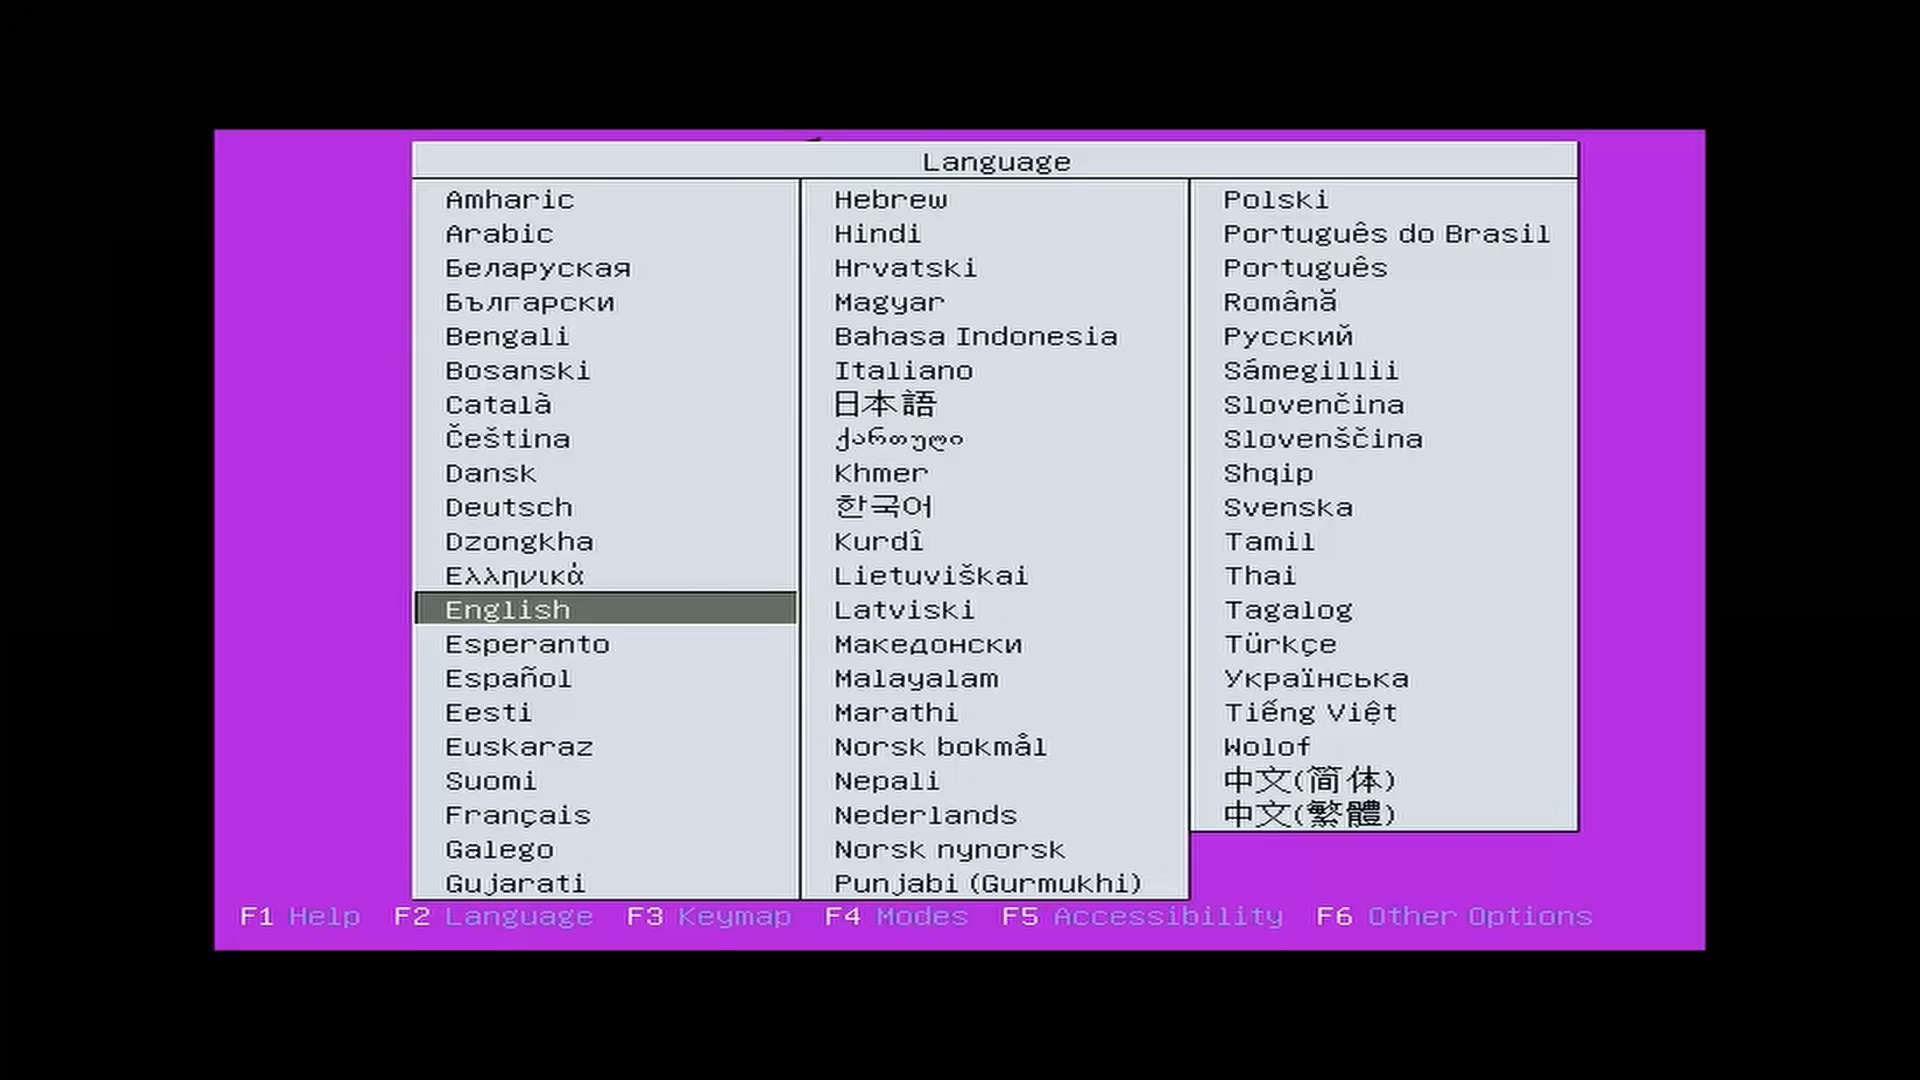 Language
Amharic
Arabic
Беларуская
Български
Bengali
Bosanski
Català
Čeština
Dansk
Deutsch
Dzongkha
Ελληνικά
English
Esperanto
Español
Eesti
Euskaraz
Suomi
Français
Galego
Gujarati
Hebrew
Hindi
Hrvatski
Magyar
Bahasa Indonesia
Italiano
日本語
ქართული
Khmer
한국어
Kurdî
Lietuviškai
Latviski
Македонски
Malayalam
Marathi
Norsk bokmål
Nepali
Nederlands
Norsk nynorsk
Punjabi (Gurmukhi)
Polski
Português do Brasil
Português
Română
Русский
Sámegillii
Slovenčina
Slovenščina
Shqip
Svenska
Tamil
Thai
Tagalog
Türkçe
Українська
Tiếng Việt
Wolof
中文(简体)
中文(繁體)
F1 Help F2 Language F3 Keymap F4 Modes F5 Accessibility F6 Other Options